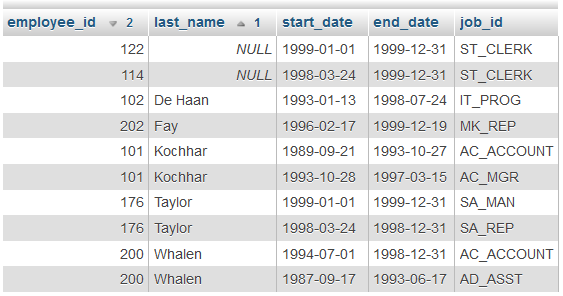 employee_id 2 last_name 1 start_date end_date job_id
122 NULL 1999-01-01 1999-12-31 ST_CLERK
114 NULL 1998-03-24 1999-12-31 ST_CLERK
102 De Haan 1993-01-13 1998-07-24 IT_PROG
202 Fay 1996-02-17 1999-12-19 MK_REP
101 Kochhar 1989-09-21 1993-10-27 AC_ACCOUNT
101 Kochhar 1993-10-28 1997-03-15 AC_MGR
176 Taylor 1999-01-01 1999-12-31 SA_MAN
176 Taylor 1998-03-24 1998-12-31 SA_REP
200 Whalen 1994-07-01 1998-12-31 AC_ACCOUNT
200 Whalen 1987-09-17 1993-06-17 AD_ASST